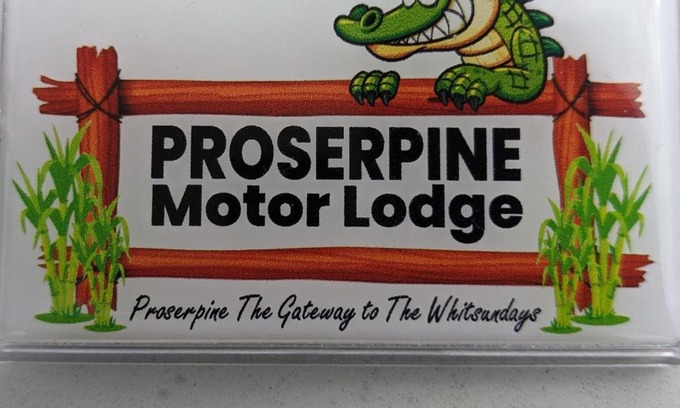 PROSERPINE
Motor Lodge
Proserpine The Gateway to The Whitsundays